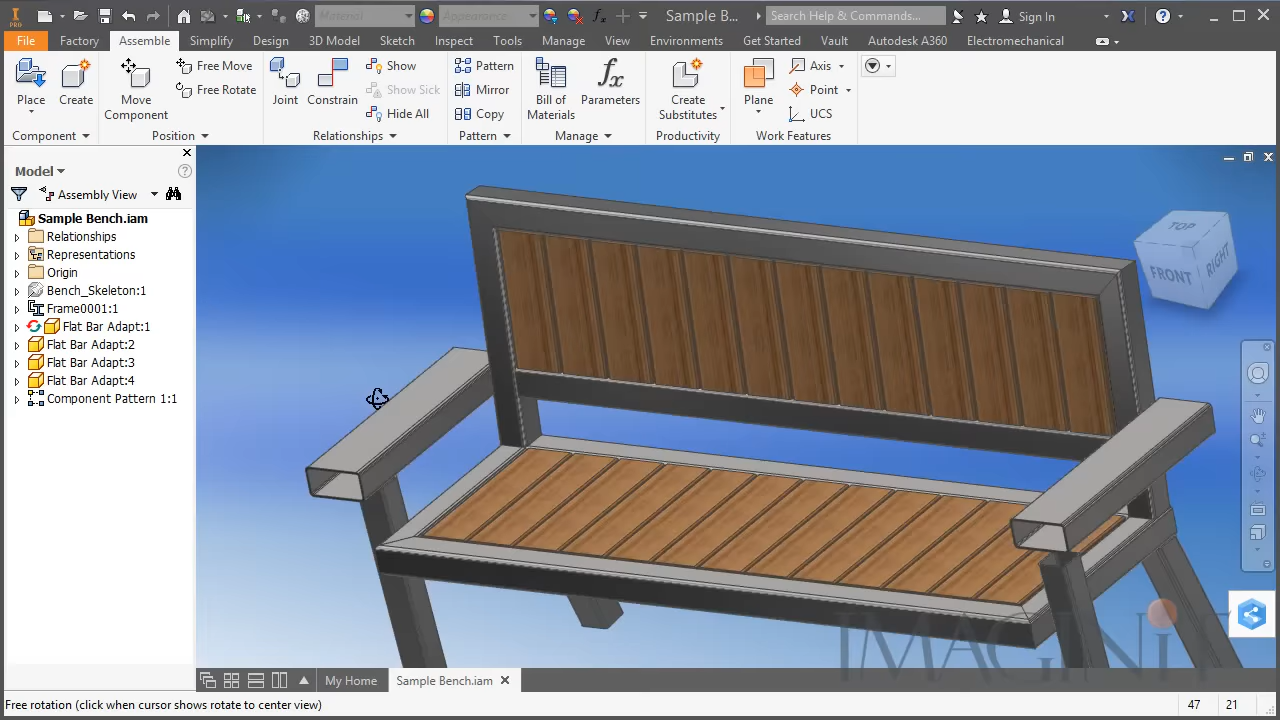 I
PRO
Material
Appearance
Sample B...
Search Help & Commands...
Sign In
File
Factory
Assemble
Simplify
Design
3D Model
Sketch
Inspect
Tools
Manage
View
Environments
Get Started
Vault
Autodesk A360
Electromechanical
Place
Create
Component
Move
Component
Free Move
Free Rotate
Position
Joint
Constrain
Show
Show Sick
Hide All
Relationships
Pattern
Mirror
Copy
Pattern
Bill of
Materials
fx
Parameters
Manage
Create
Substitutes
Productivity
Plane
Axis
Point
UCS
Work Features
Model
Assembly View
Sample Bench.iam
Relationships
Representations
Origin
Bench_Skeleton:1
Frame0001:1
Flat Bar Adapt:1
Flat Bar Adapt:2
Flat Bar Adapt:3
Flat Bar Adapt:4
Component Pattern 1:1
TOP
FRONT
RIGHT
IMAGINiT
My Home
Sample Bench.iam
Free rotation (click when cursor shows rotate to center view)
47
21